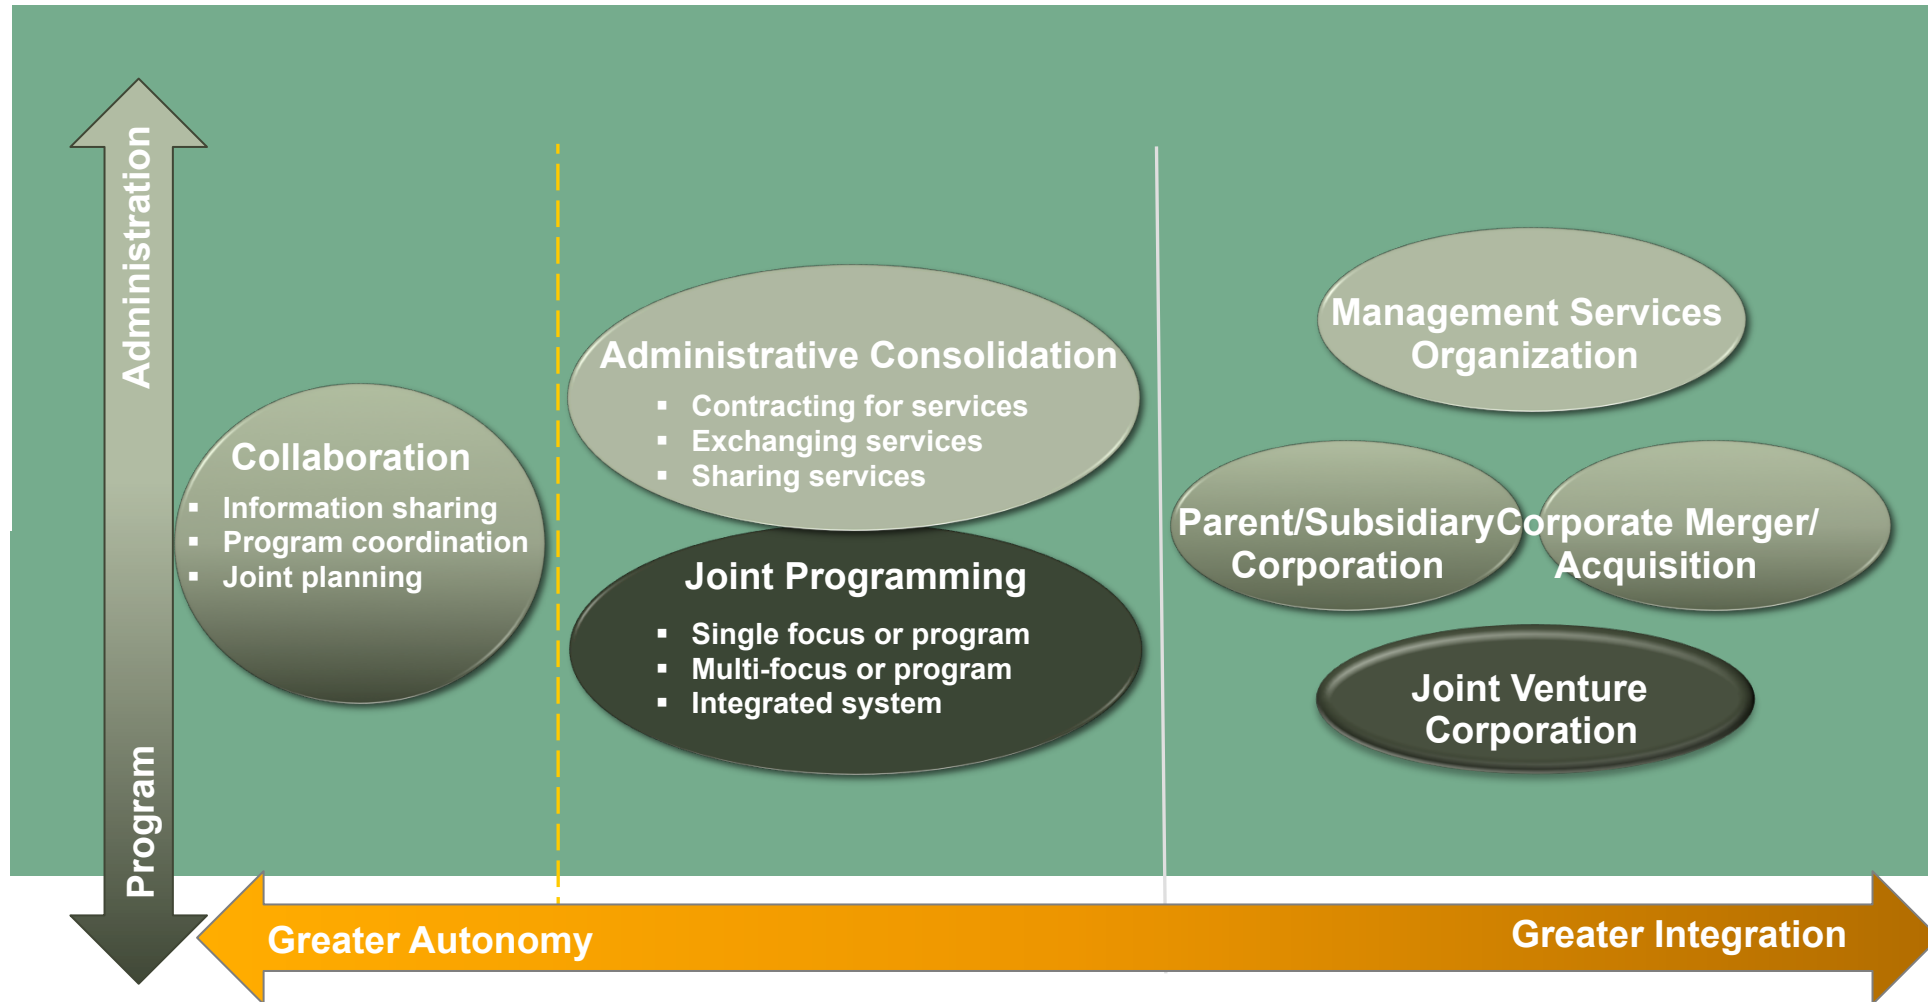 Administration
Program
Collaboration
▪ Information sharing
▪ Program coordination
▪ Joint planning
Administrative Consolidation
▪ Contracting for services
▪ Exchanging services
▪ Sharing services
Joint Programming
▪ Single focus or program
▪ Multi-focus or program
▪ Integrated system
Management Services
Organization
Parent/Subsidiary
Corporation
Corporate Merger/
Acquisition
Joint Venture
Corporation
Greater Autonomy
Greater Integration